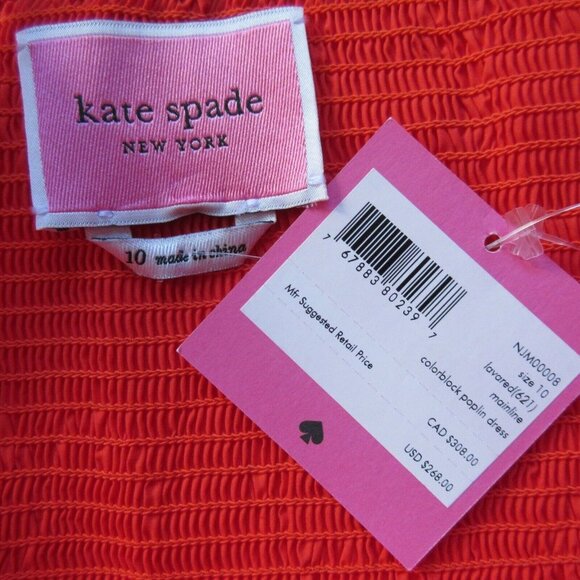 kate spade
NEW YORK
10 made in china
7 67883 80239 7
NJM00008
size 10
lavared(621)
mainline
colorblock poplin dress
Mfr Suggested Retail Price
CAD $308.00
USD $268.00